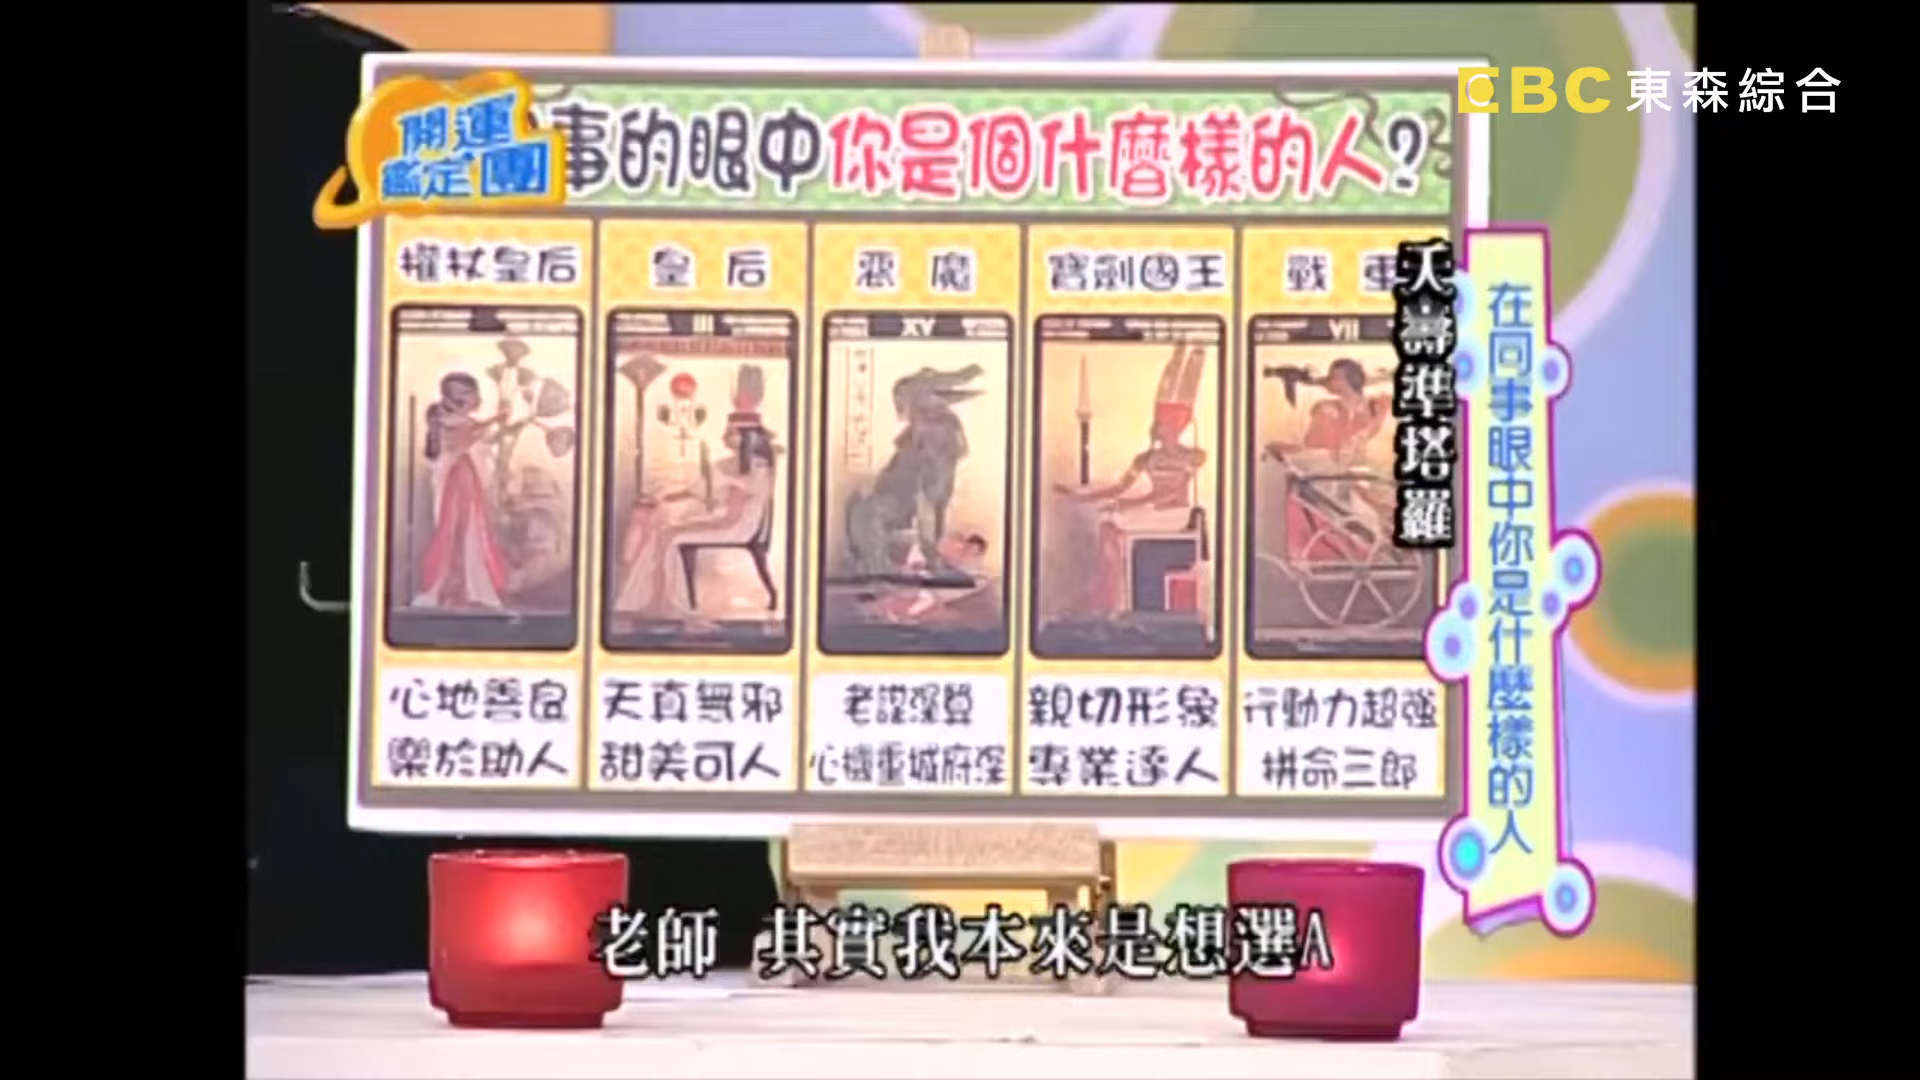 EBC 東森綜合
開運
鑑定團
事的眼中你是個什麼樣的人?
權杖皇后
皇后
惡魔
寶劍國王
戰車
III
XV
VII
心地善良
樂於助人
天真無邪
甜美可人
老謀深算
心機重城府深
親切形象
專業達人
行動力超強
拼命三郎
夭壽準塔羅
在同事眼中你是什麼樣的人
老師 其實我本來是想選A